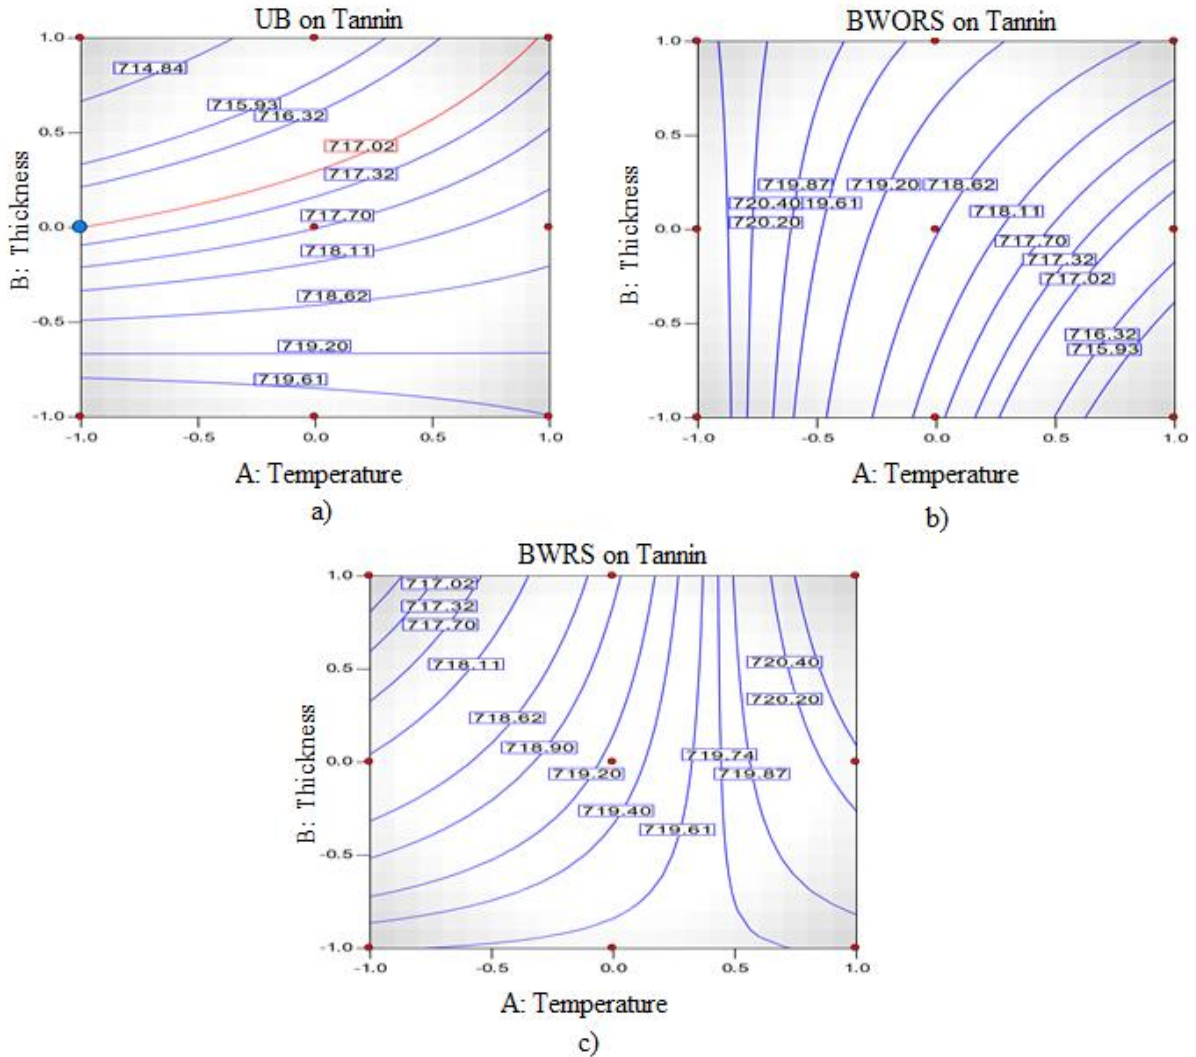 UB on Tannin
BWORS on Tannin
1.0
714.84
715.93
716.32
0.5
717.02
717.32
717.70
0.0
718.11
718.62
-0.5
719.20
719.61
-1.0
-1.0 -0.5 0.0 0.5 1.0
B: Thickness
A: Temperature
a)
1.0
0.5
719.87 719.20 718.62
720.40 19.61
718.11
720.20
0.0
717.70
717.32
717.02
-0.5
716.32
715.93
-1.0
-1.0 -0.5 0.0 0.5 1.0
B: Thickness
A: Temperature
b)
BWRS on Tannin
1.0
717.02
717.32
717.70
0.5
718.11
720.40
720.20
718.62
718.90
0.0
719.74
719.20
719.87
719.40
719.61
-0.5
-1.0
-1.0 -0.5 0.0 0.5 1.0
B: Thickness
A: Temperature
c)